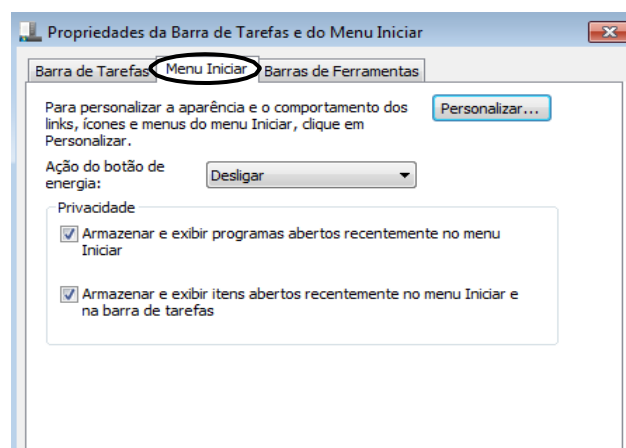 Propriedades da Barra de Tarefas e do Menu Iniciar
Barra de Tarefas Menu Iniciar Barras de Ferramentas
Para personalizar a aparência e o comportamento dos
links, ícones e menus do menu Iniciar, clique em
Personalizar.
Personalizar...
Ação do botão de
energia:
Desligar
Privacidade
Armazenar e exibir programas abertos recentemente no menu
Iniciar
Armazenar e exibir itens abertos recentemente no menu Iniciar e
na barra de tarefas